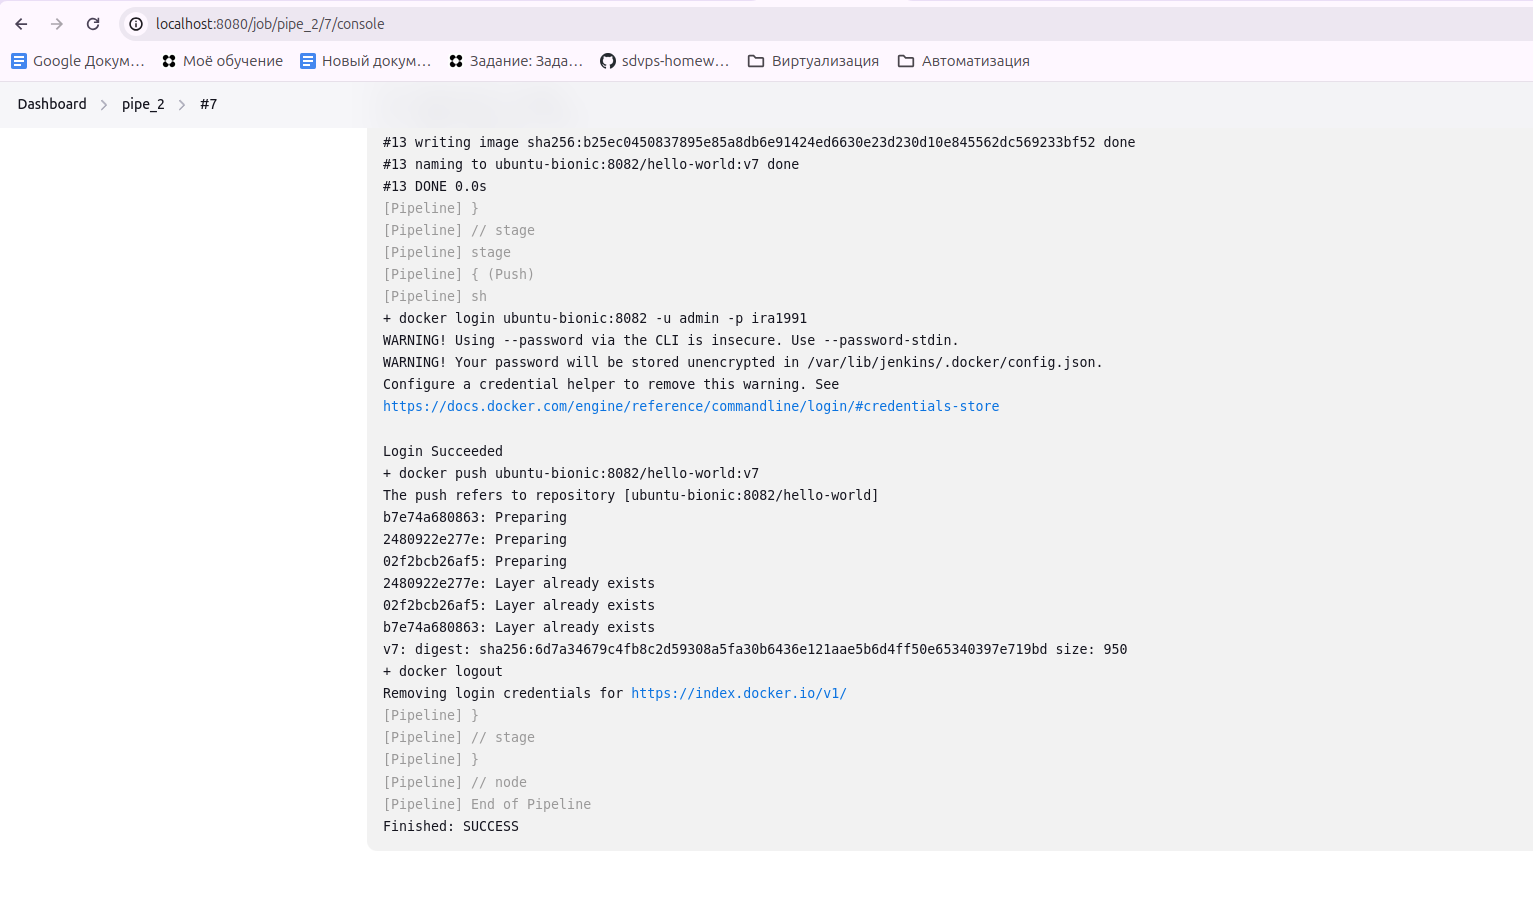 localhost:8080/job/pipe_2/7/console
Google Докум... Моё обучение Новый докум... Задание: Зада... sdvps-homew... Виртуализация Автоматизация
Dashboard pipe_2 #7
#13 writing image sha256:b25ec0450837895e85a8db6e91424ed6630e23d230d10e845562dc569233bf52 done
#13 naming to ubuntu-bionic:8082/hello-world:v7 done
#13 DONE 0.0s
[Pipeline] }
[Pipeline] // stage
[Pipeline] stage
[Pipeline] { (Push)
[Pipeline] sh
+ docker login ubuntu-bionic:8082 -u admin -p ira1991
WARNING! Using --password via the CLI is insecure. Use --password-stdin.
WARNING! Your password will be stored unencrypted in /var/lib/jenkins/.docker/config.json.
Configure a credential helper to remove this warning. See
https://docs.docker.com/engine/reference/commandline/login/#credentials-store
Login Succeeded
+ docker push ubuntu-bionic:8082/hello-world:v7
The push refers to repository [ubuntu-bionic:8082/hello-world]
b7e74a680863: Preparing
2480922e277e: Preparing
02f2bcb26af5: Preparing
2480922e277e: Layer already exists
02f2bcb26af5: Layer already exists
b7e74a680863: Layer already exists
v7: digest: sha256:6d7a34679c4fb8c2d59308a5fa30b6436e121aae5b6d4ff50e65340397e719bd size: 950
+ docker logout
Removing login credentials for https://index.docker.io/v1/
[Pipeline] }
[Pipeline] // stage
[Pipeline] }
[Pipeline] // node
[Pipeline] End of Pipeline
Finished: SUCCESS